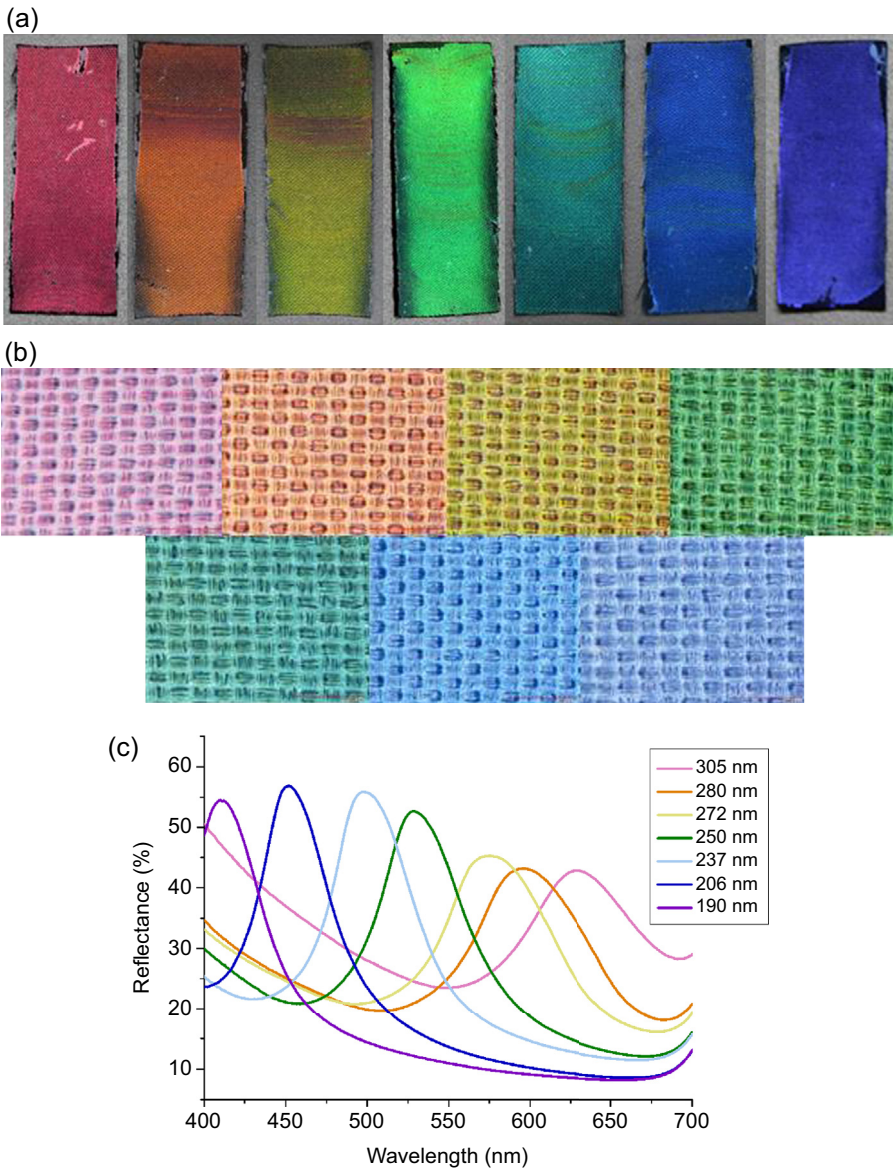 (a)
(b)
(c)
60
50
40
30
20
10
Reflectance (%)
305 nm
280 nm
272 nm
250 nm
237 nm
206 nm
190 nm
400 450 500 550 600 650 700
Wavelength (nm)